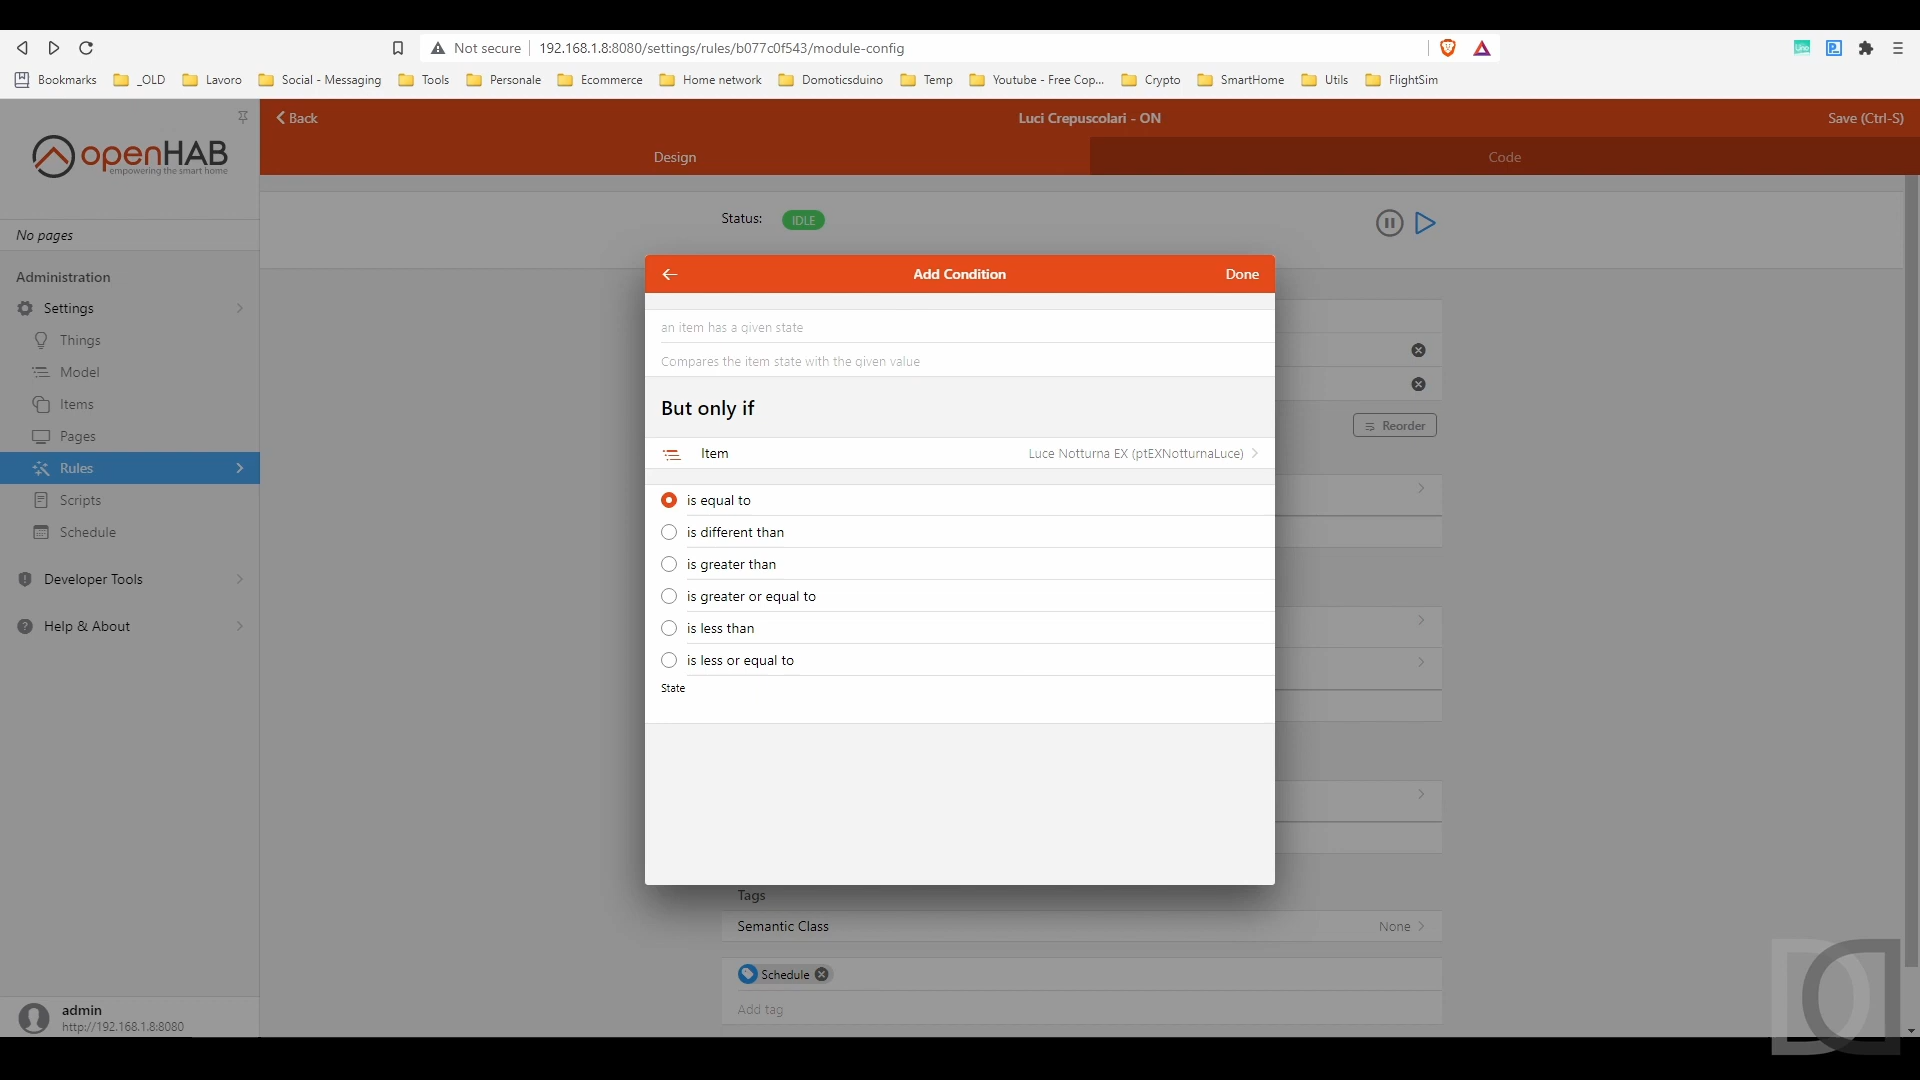 Not secure
192.168.1.8:8080/settings/rules/b077c0f543/module-config
Bookmarks
_OLD
Lavoro
Social - Messaging
Tools
Personale
Ecommerce
Home network
Domoticsduino
Temp
Youtube - Free Cop...
Crypto
SmartHome
Utils
FlightSim
openHAB
empowering the smart home
No pages
Administration
Settings
Things
Model
Items
Pages
Rules
Scripts
Schedule
Developer Tools
Help & About
admin
http://192.168.1.8:8080
Back
Luci Crepuscolari - ON
Save (Ctrl-S)
Design
Code
Status:
IDLE
Reorder
Add Condition
Done
an item has a given state
Compares the item state with the given value
But only if
Item
Luce Notturna EX (ptEXNotturnaLuce)
is equal to
is different than
is greater than
is greater or equal to
is less than
is less or equal to
State
Tags
Semantic Class
None
Schedule
Add tag